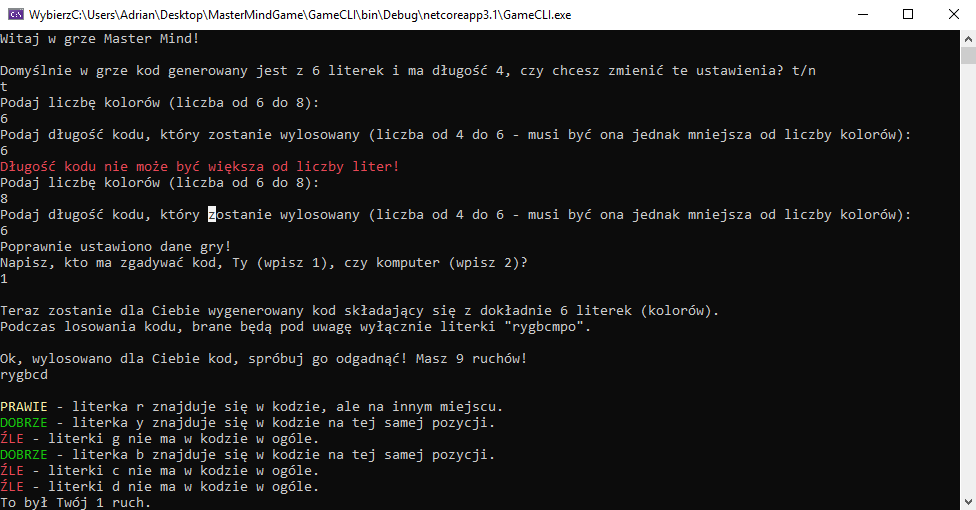 WybierzC:\Users\Adrian\Desktop\MasterMindGame\GameCLI\bin\Debug\netcoreapp3.1\GameCLI.exe
Witaj w grze Master Mind!
Domyślnie w grze kod generowany jest z 6 literek i ma długość 4, czy chcesz zmienić te ustawienia? t/n
t
Podaj liczbę kolorów (liczba od 6 do 8):
6
Podaj długość kodu, który zostanie wylosowany (liczba od 4 do 6 - musi być ona jednak mniejsza od liczby kolorów):
6
Długość kodu nie może być większa od liczby liter!
Podaj liczbę kolorów (liczba od 6 do 8):
8
Podaj długość kodu, który zostanie wylosowany (liczba od 4 do 6 - musi być ona jednak mniejsza od liczby kolorów):
6
Poprawnie ustawiono dane gry!
Napisz, kto ma zgadywać kod, Ty (wpisz 1), czy komputer (wpisz 2)?
1
Teraz zostanie dla Ciebie wygenerowany kod składający się z dokładnie 6 literek (kolorów).
Podczas losowania kodu, brane będą pod uwagę wyłącznie literki "rygbcmpo".
Ok, wylosowano dla Ciebie kod, spróbuj go odgadnąć! Masz 9 ruchów!
rygbcd
PRAWIE - literka r znajduje się w kodzie, ale na innym miejscu.
DOBRZE - literka y znajduje się w kodzie na tej samej pozycji.
ŹLE - literki g nie ma w kodzie w ogóle.
DOBRZE - literka b znajduje się w kodzie na tej samej pozycji.
ŹLE - literki c nie ma w kodzie w ogóle.
ŹLE - literki d nie ma w kodzie w ogóle.
To był Twój 1 ruch.